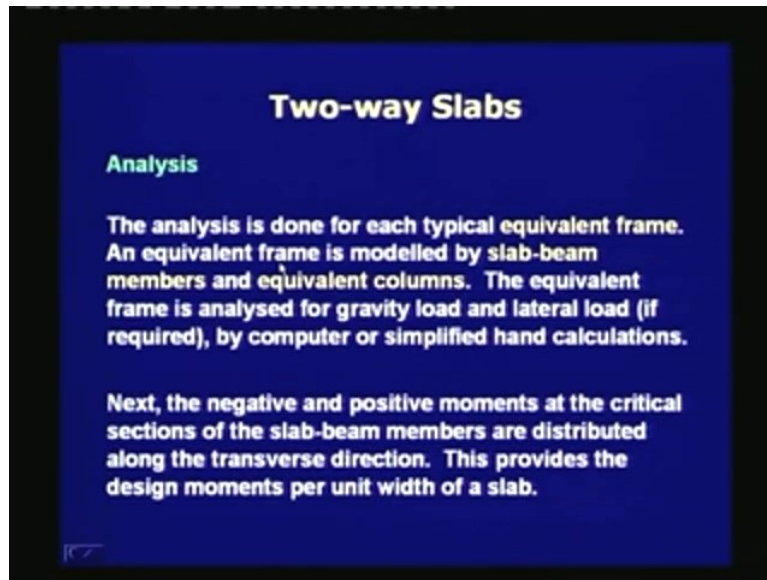 Two-way Slabs
Analysis
The analysis is done for each typical equivalent frame.
An equivalent frame is modelled by slab-beam
members and equivalent columns. The equivalent
frame is analysed for gravity load and lateral load (if
required), by computer or simplified hand calculations.
Next, the negative and positive moments at the critical
sections of the slab-beam members are distributed
along the transverse direction. This provides the
design moments per unit width of a slab.